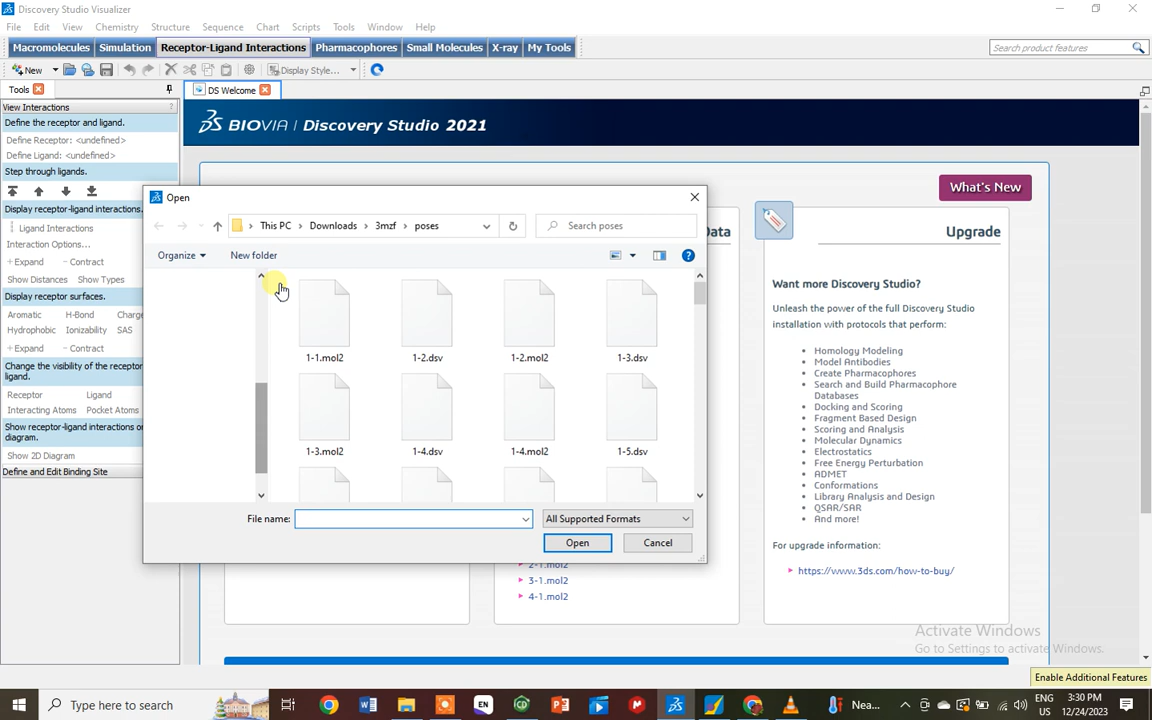 Discovery Studio Visualizer
File Edit View Chemistry Structure Sequence Chart Scripts Tools Window Help
Macromolecules Simulation Receptor-Ligand Interactions Pharmacophores Small Molecules X-ray My Tools
Search product features
New Display Style...
Tools
DS Welcome
View Interactions ?
Define the receptor and ligand.
Define Receptor: <undefined>
Define Ligand: <undefined>
Step through ligands.
Display receptor-ligand interactions.
Ligand Interactions
Interaction Options...
+Expand -Contract
Show Distances Show Types
Display receptor surfaces.
Aromatic H-Bond Charge
Hydrophobic Ionizability SAS
+Expand -Contract
Change the visibility of the receptor
ligand.
Receptor Ligand
Interacting Atoms Pocket Atoms
Show receptor-ligand interactions
diagram.
Show 2D Diagram
Define and Edit Binding Site
BIOVIA | Discovery Studio 2021
What's New
Open
This PC > Downloads > 3mzf > poses
Search poses
Organize New folder
1-1.mol2 1-2.dsv 1-2.mol2 1-3.dsv
1-3.mol2 1-4.dsv 1-4.mol2 1-5.dsv
File name:
All Supported Formats
Open Cancel
Data
2-1.mol2
3-1.mol2
4-1.mol2
Upgrade
Want more Discovery Studio?
Unleash the power of the full Discovery Studio
installation with protocols that perform:
• Homology Modeling
• Model Antibodies
• Create Pharmacophores
• Search and Build Pharmacophore
Databases
• Docking and Scoring
• Fragment Based Design
• Scoring and Analysis
• Molecular Dynamics
• Electrostatics
• Free Energy Perturbation
• ADMET
• Conformations
• Library Analysis and Design
• QSAR/SAR
• And more!
For upgrade information:
https://www.3ds.com/how-to-buy/
Activate Windows
Go to Settings to activate Windows.
Enable Additional Features
Type here to search
Nea...
ENG
US
3:30 PM
12/24/2023